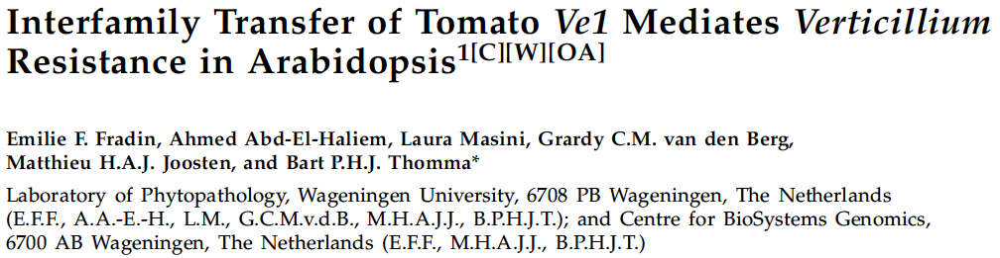 Interfamily Transfer of Tomato Ve1 Mediates Verticillium
Resistance in Arabidopsis1[C][W][OA]
Emilie F. Fradin, Ahmed Abd-El-Haliem, Laura Masini, Grardy C.M. van den Berg,
Matthieu H.A.J. Joosten, and Bart P.H.J. Thomma*
Laboratory of Phytopathology, Wageningen University, 6708 PB Wageningen, The Netherlands
(E.F.F., A.A.-E.-H., L.M., G.C.M.v.d.B., M.H.A.J.J., B.P.H.J.T.); and Centre for BioSystems Genomics,
6700 AB Wageningen, The Netherlands (E.F.F., M.H.A.J.J., B.P.H.J.T.)